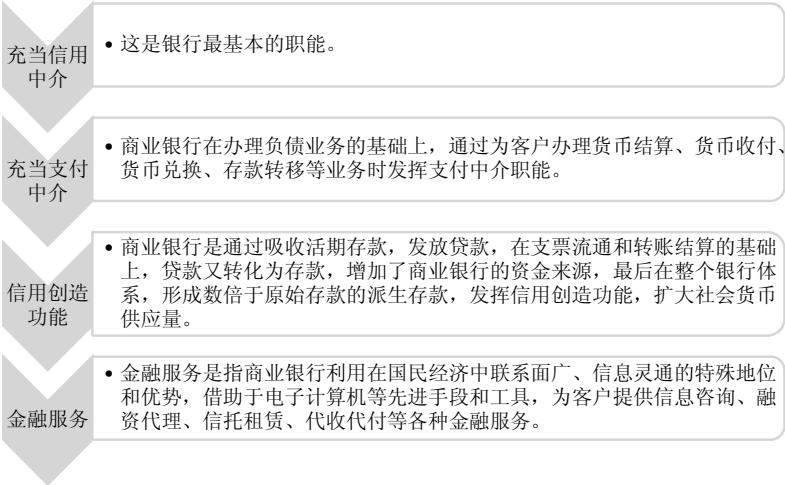 充当信用
中介
• 这是银行最基本的职能。
充当支付
中介
• 商业银行在办理负债业务的基础上，通过为客户办理货币结算、货币收付、
货币兑换、存款转移等业务时发挥支付中介职能。
信用创造
功能
• 商业银行是通过吸收活期存款，发放贷款，在支票流通和转账结算的基础
上，贷款又转化为存款，增加了商业银行的资金来源，最后在整个银行体
系，形成数倍于原始存款的派生存款，发挥信用创造功能，扩大社会货币
供应量。
金融服务
• 金融服务是指商业银行利用在国民经济中联系面广、信息灵通的特殊地位
和优势，借助于电子计算机等先进手段和工具，为客户提供信息咨询、融
资代理、信托租赁、代收代付等各种金融服务。